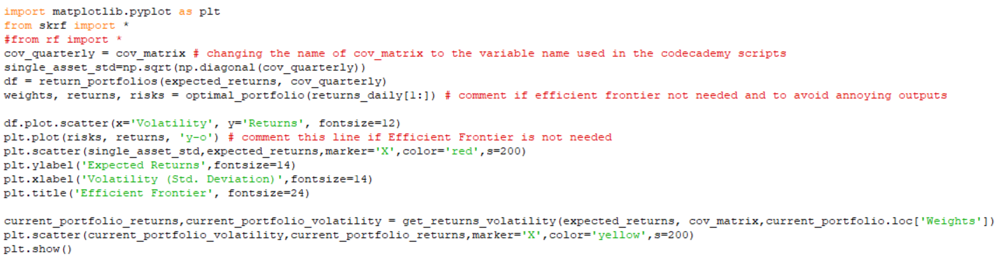 import matplotlib.pyplot as plt
from skrf import *
#from rf import *
cov_quarterly = cov_matrix # changing the name of cov_matrix to the variable name used in the codecademy scripts
single_asset_std=np.sqrt(np.diagonal(cov_quarterly))
df = return_portfolios(expected_returns, cov_quarterly)
weights, returns, risks = optimal_portfolio(returns_daily[1:]) # comment if efficient frontier not needed and to avoid annoying outputs
df.plot.scatter(x='Volatility', y='Returns', fontsize=12)
plt.plot(risks, returns, 'y-o') # comment this line if Efficient Frontier is not needed
plt.scatter(single_asset_std,expected_returns,marker='X',color='red',s=200)
plt.ylabel('Expected Returns',fontsize=14)
plt.xlabel('Volatility (Std. Deviation)',fontsize=14)
plt.title('Efficient Frontier', fontsize=24)
current_portfolio_returns,current_portfolio_volatility = get_returns_volatility(expected_returns, cov_matrix,current_portfolio.loc['Weights'])
plt.scatter(current_portfolio_volatility,current_portfolio_returns,marker='X',color='yellow',s=200)
plt.show()